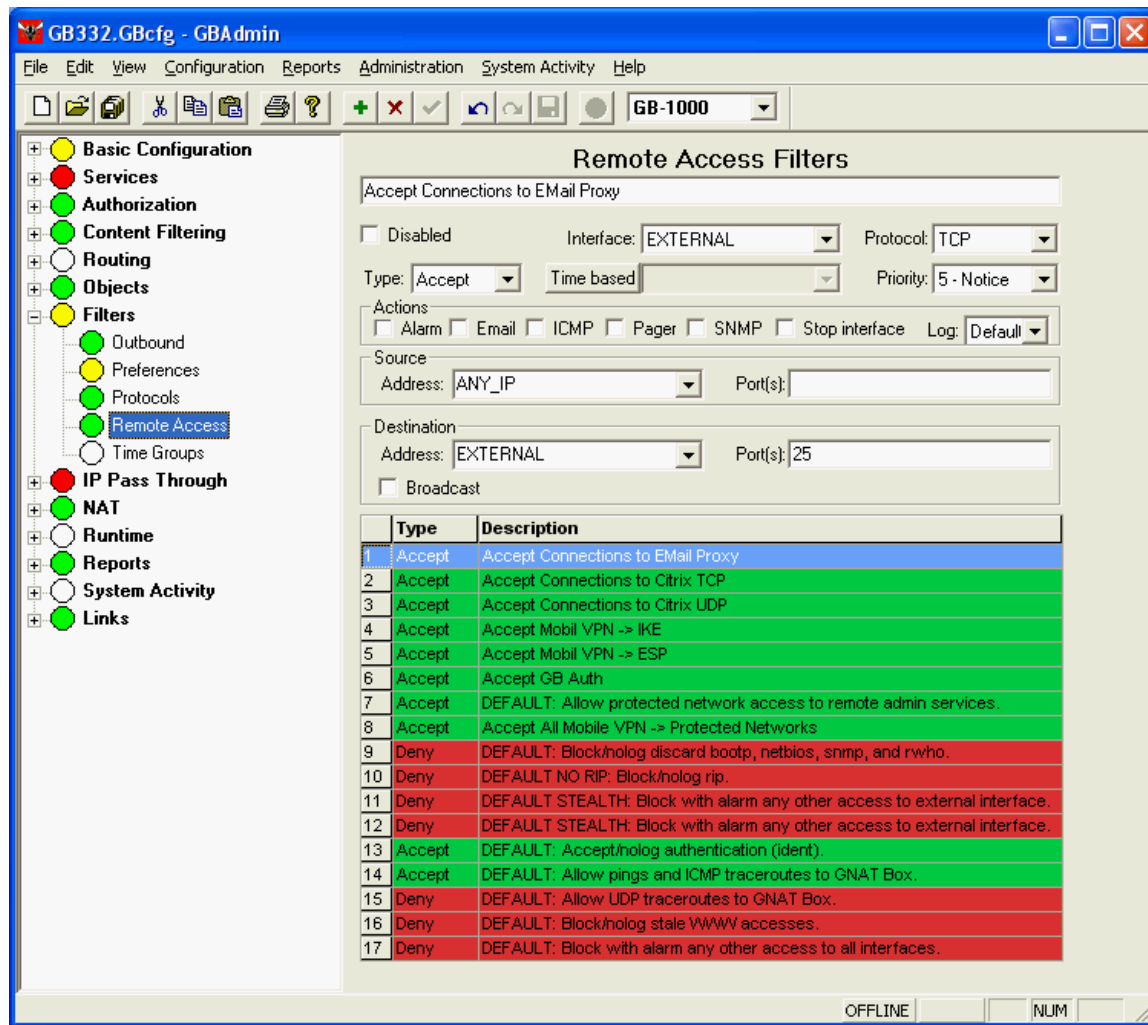 GB332.GBcfg - GBAdmin
File Edit View Configuration Reports Administration System Activity Help
GB-1000
Basic Configuration
Services
Authorization
Content Filtering
Routing
Objects
Filters
Outbound
Preferences
Protocols
Remote Access
Time Groups
IP Pass Through
NAT
Runtime
Reports
System Activity
Links
Remote Access Filters
Accept Connections to EMail Proxy
Disabled Interface: EXTERNAL Protocol: TCP
Type: Accept Time based Priority: 5 - Notice
Actions
Alarm Email ICMP Pager SNMP Stop interface Log: Default
Source
Address: ANY_IP Port(s):
Destination
Address: EXTERNAL Port(s): 25
Broadcast
Type Description
1 Accept Accept Connections to EMail Proxy
2 Accept Accept Connections to Citrix TCP
3 Accept Accept Connections to Citrix UDP
4 Accept Accept Mobil VPN -> IKE
5 Accept Accept Mobil VPN -> ESP
6 Accept Accept GB Auth
7 Accept DEFAULT: Allow protected network access to remote admin services.
8 Accept Accept All Mobile VPN -> Protected Networks
9 Deny DEFAULT: Block/nolog discard bootp, netbios, snmp, and rwho.
10 Deny DEFAULT NO RIP: Block/nolog rip.
11 Deny DEFAULT STEALTH: Block with alarm any other access to external interface.
12 Deny DEFAULT STEALTH: Block with alarm any other access to external interface.
13 Accept DEFAULT: Accept/nolog authentication (ident).
14 Accept DEFAULT: Allow pings and ICMP traceroutes to GNAT Box.
15 Deny DEFAULT: Allow UDP traceroutes to GNAT Box.
16 Deny DEFAULT: Block/nolog stale WWW accesses.
17 Deny DEFAULT: Block with alarm any other access to all interfaces.
OFFLINE NUM